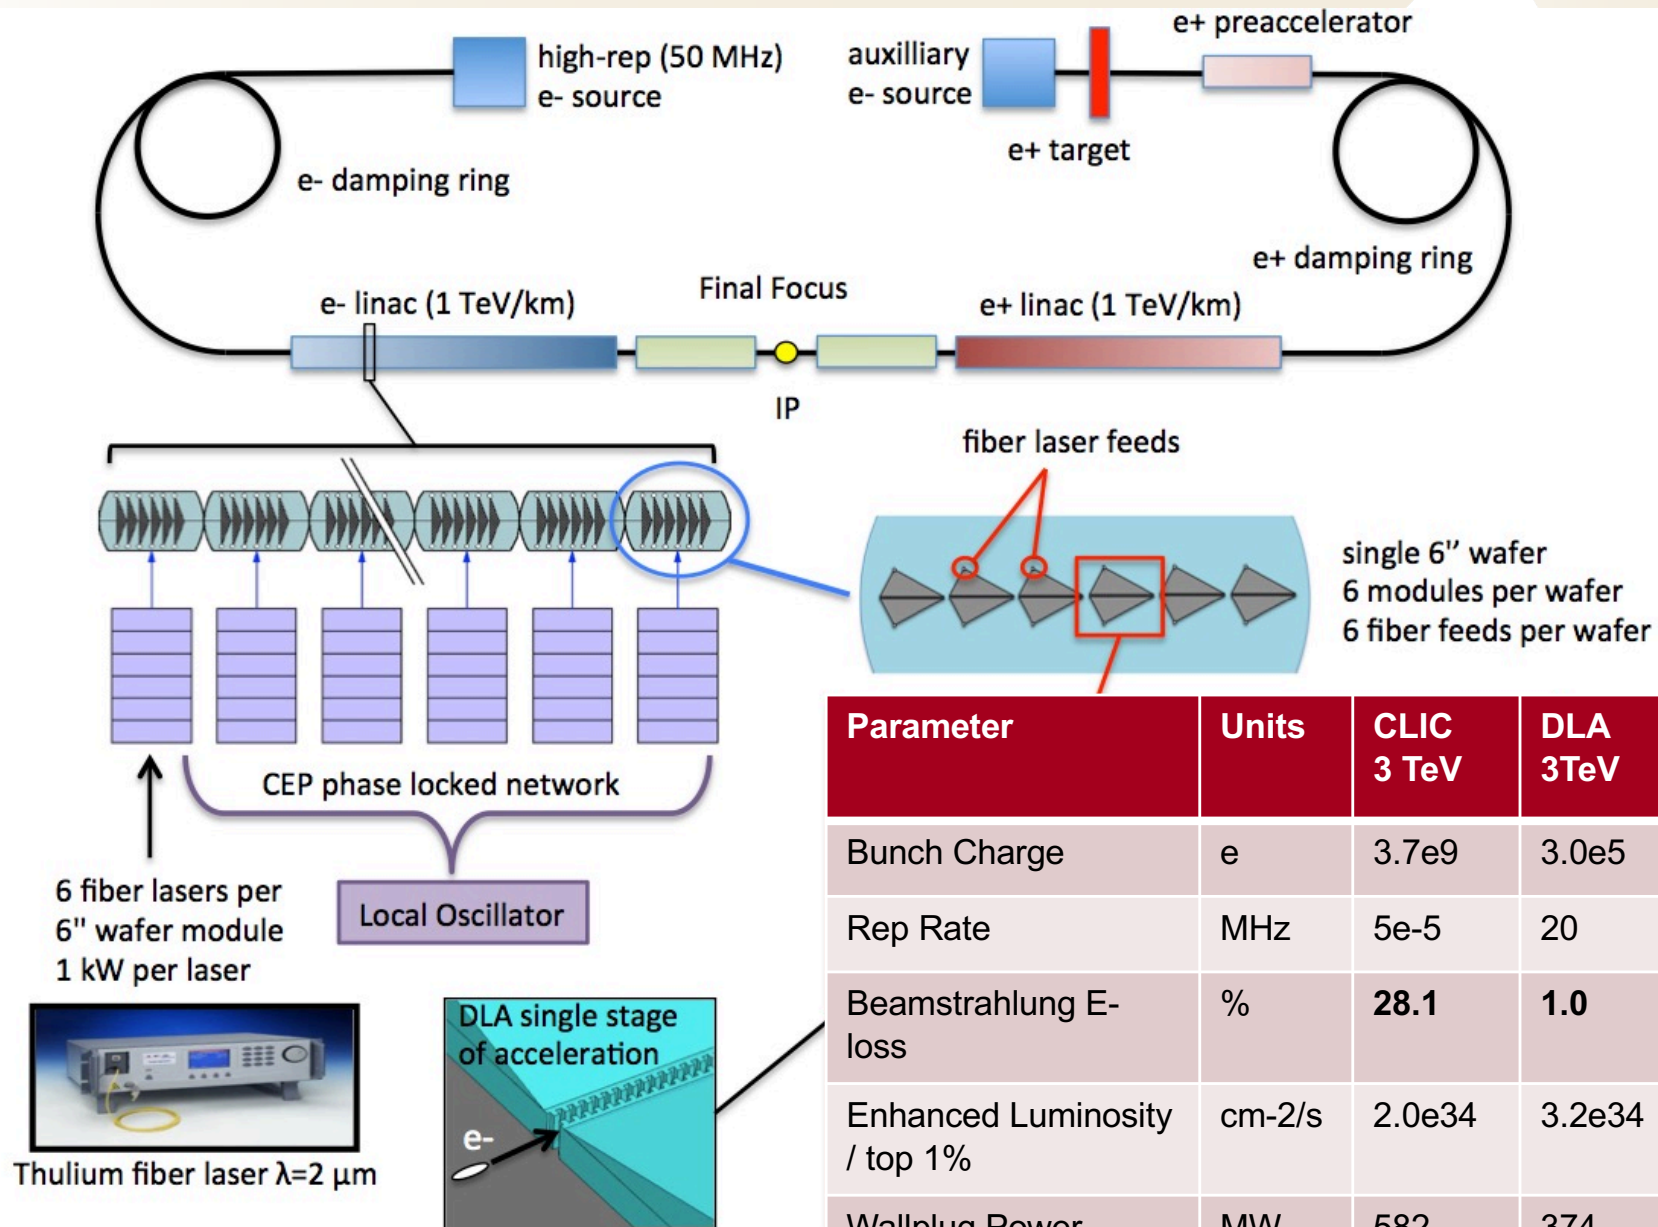 high-rep (50 MHz)
e- source
auxilliary
e- source
e+ preaccelerator
e+ target
e- damping ring
e+ damping ring
e- linac (1 TeV/km)
Final Focus
e+ linac (1 TeV/km)
IP
fiber laser feeds
single 6'' wafer
6 modules per wafer
6 fiber feeds per wafer
CEP phase locked network
Local Oscillator
6 fiber lasers per
6" wafer module
1 kW per laser
Thulium fiber laser λ=2 μm
DLA single stage
of acceleration
e-
Parameter Units CLIC DLA
3 TeV 3TeV
Bunch Charge e 3.7e9 3.0e5
Rep Rate MHz 5e-5 20
Beamstrahlung E- % 28.1 1.0
loss
Enhanced Luminosity cm-2/s 2.0e34 3.2e34
/ top 1%
Wallplug Power MW 582 374